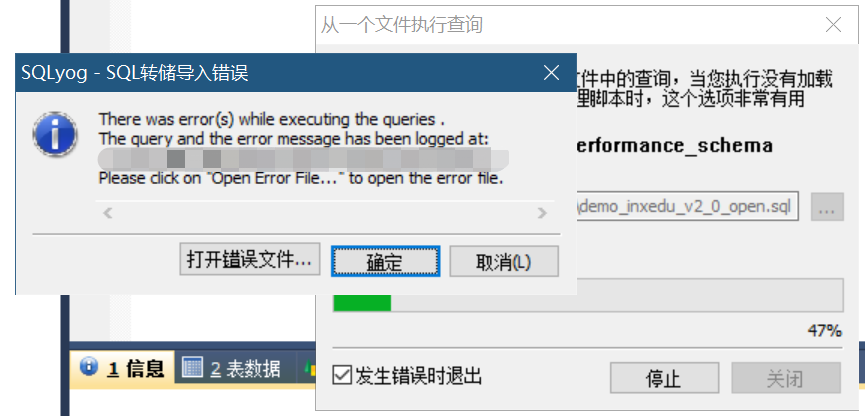 从一个文件执行查询
SQLyog - SQL转储导入错误
There was error(s) while executing the queries .
The query and the error message has been logged at:
Please click on "Open Error File..." to open the error file.
打开错误文件...
确定
取消(L)
件中的查询，当您执行没有加载
理脚本时，这个选项非常有用
erformance_schema
\demo_inxedu_v2_0_open.sql
...
47%
发生错误时退出
停止
关闭
1 信息
2 表数据